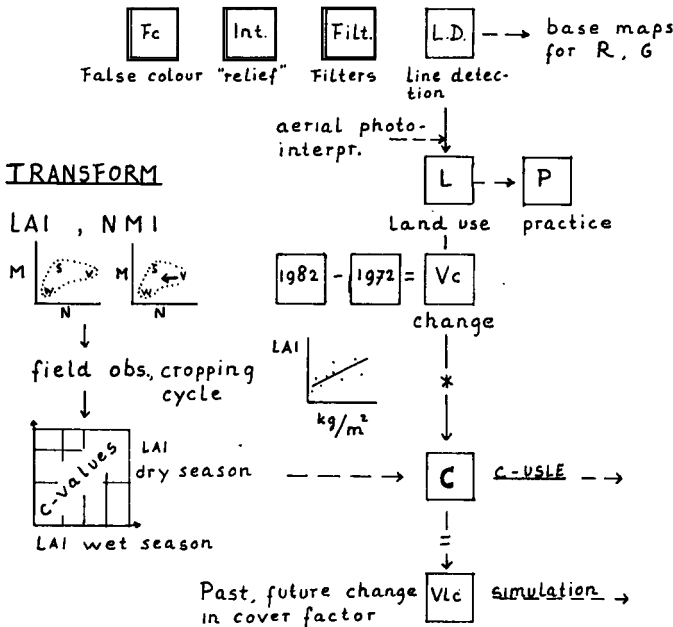 Fc
Int.
Filt.
L.D.
base maps
for R, G
False colour
"relief"
Filters
line detec-
tion
aerial photo-
interpr.
L
P
Land use
practice
TRANSFORM
LAI , NMI
M
S
V
W
N
M
S
V
W
N
1982 - 1972 = Vc
change
field obs., cropping
cycle
LAI
kg/m²
*
C-values
LAI
dry season
LAI wet season
C
C-USLE
=
Past, future change
in cover factor
Vlc
simulation